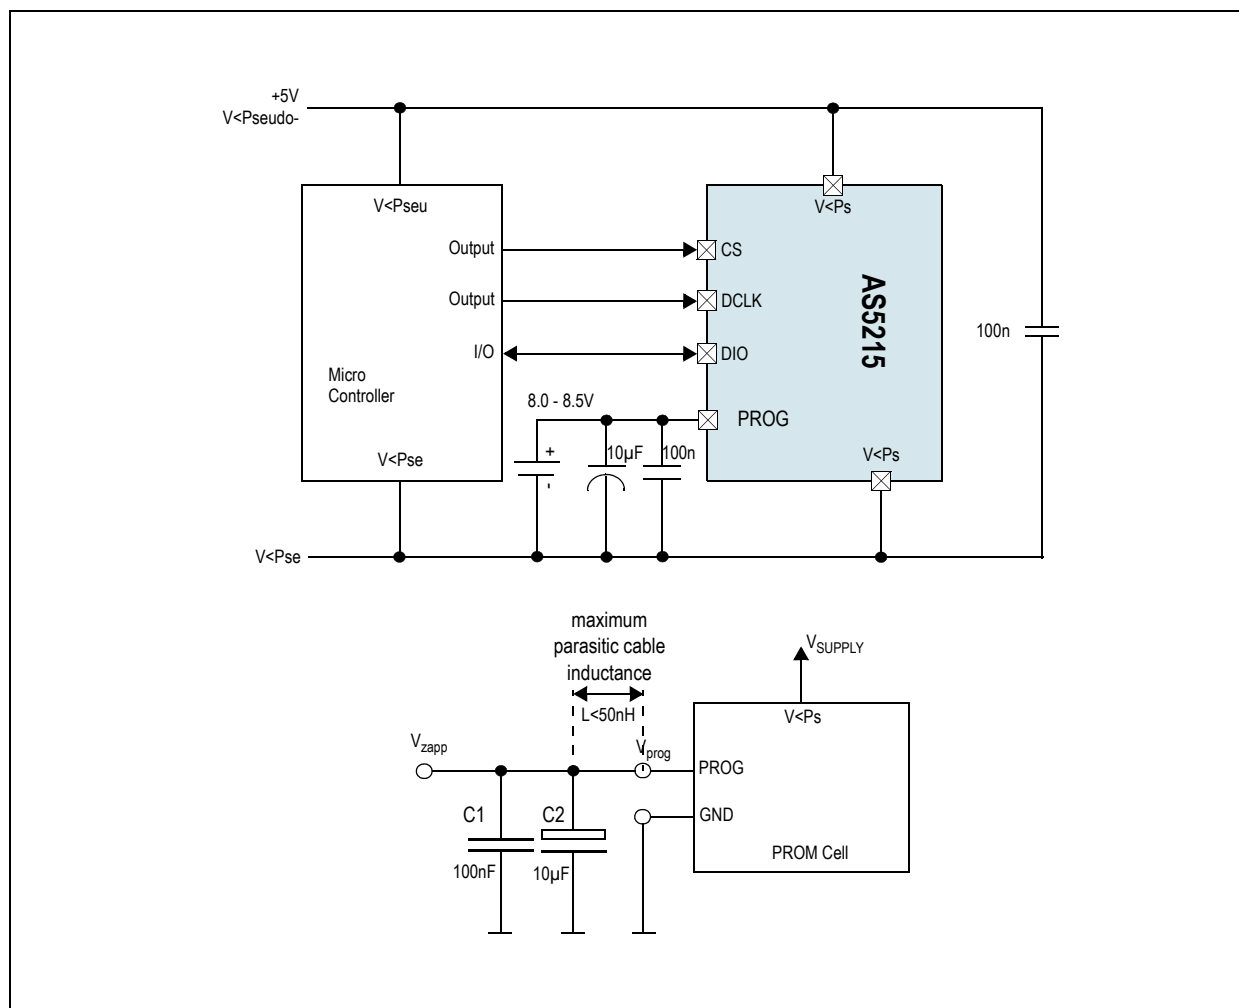 +5V
V<Pseudo-
V<Pseu
V<Ps
Output
CS
Output
DCLK
AS5215
100n
I/O
DIO
Micro
Controller
8.0 - 8.5V
PROG
+
10µF
100n
-
V<Pse
V<Ps
V<Pse
maximum
parasitic cable
inductance
L<50nH
VSUPPLY
V<Ps
Vzapp
Vprog
PROG
C1
C2
GND
100nF
10µF
PROM Cell